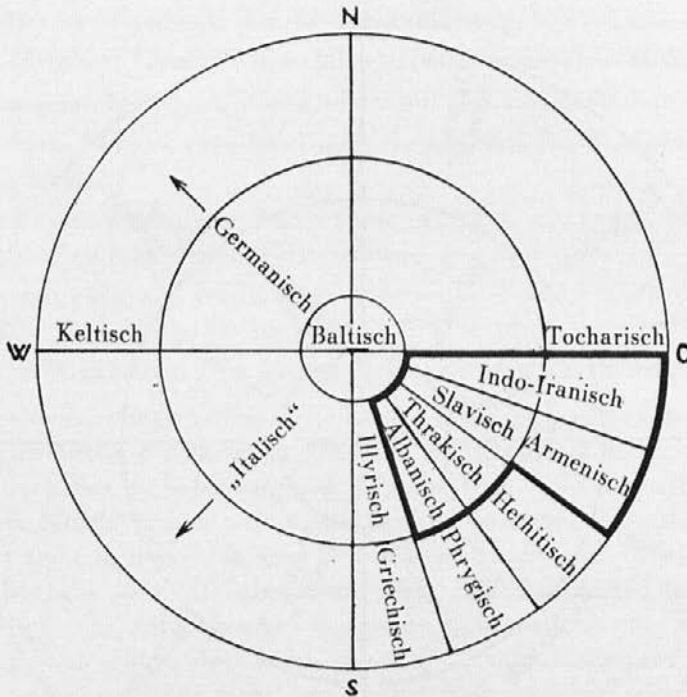 N
Germanisch
W
Keltisch
Baltisch
Tocharisch
O
Indo-Iranisch
Slavisch
Armenisch
Thrakisch
Hethitisch
Albanisch
Phrygisch
Illyrisch
Griechisch
„Italisch“
S